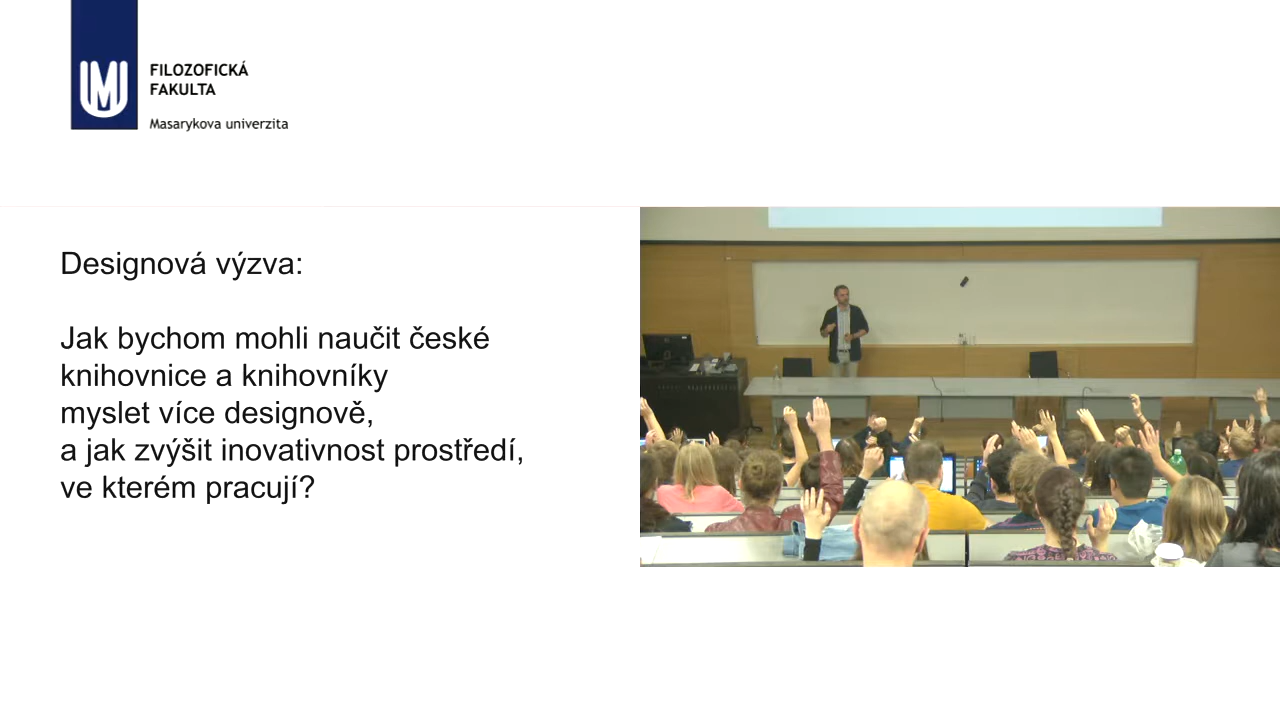 FILOZOFICKÁ
FAKULTA
Masarykova univerzita
Designová výzva:
Jak bychom mohli naučit české
knihovnice a knihovníky
myslet více designově,
a jak zvýšit inovativnost prostředí,
ve kterém pracují?